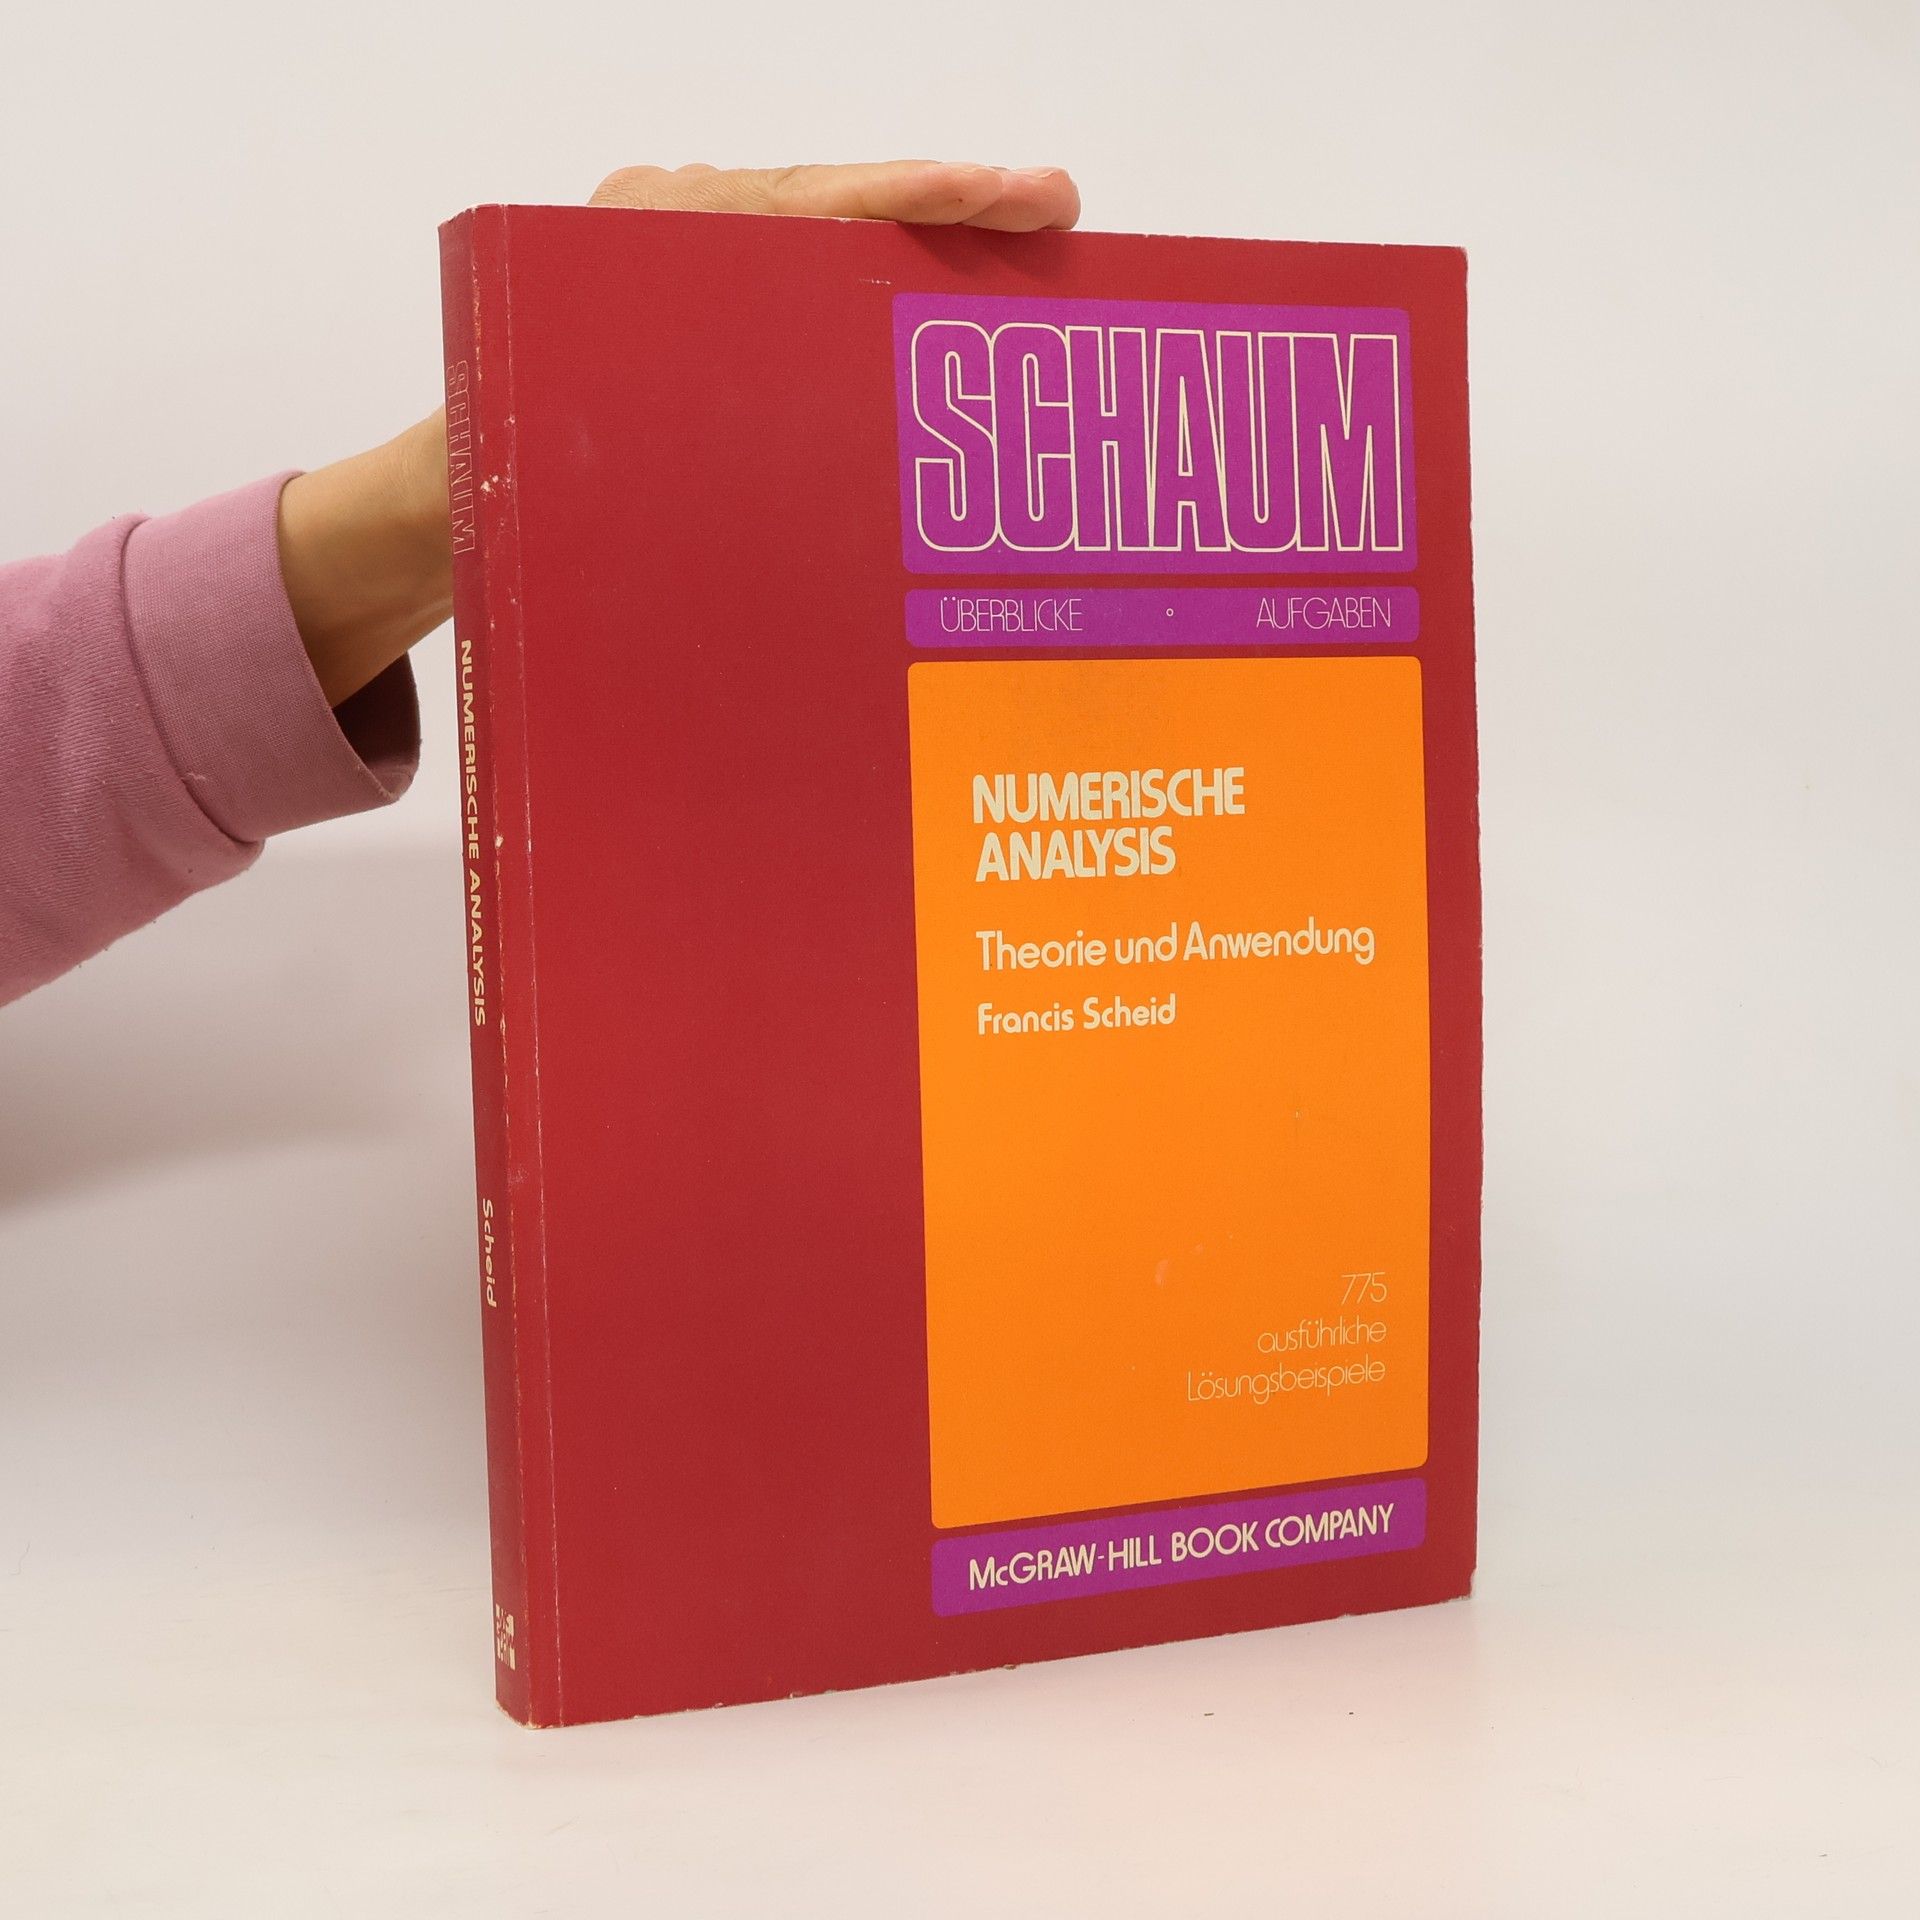 SCHAUM
ÜBERBLICKE ° AUFGABEN
NUMERISCHE
ANALYSIS
Theorie und Anwendung
Francis Scheid
775
ausführliche
Lösungsbeispiele
McGRAW-HILL BOOK COMPANY
SCHAUM
NUMERISCHE ANALYSIS
Scheid